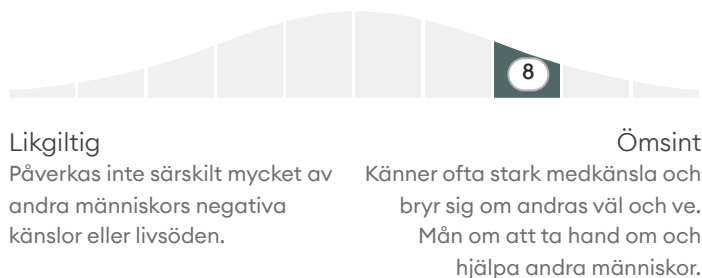 8
Likgiltig
Påverkas inte särskilt mycket av
andra människors negativa
känslor eller livsöden.
Ömsint
Känner ofta stark medkänsla och
bryr sig om andras väl och ve.
Mån om att ta hand om och
hjälpa andra människor.